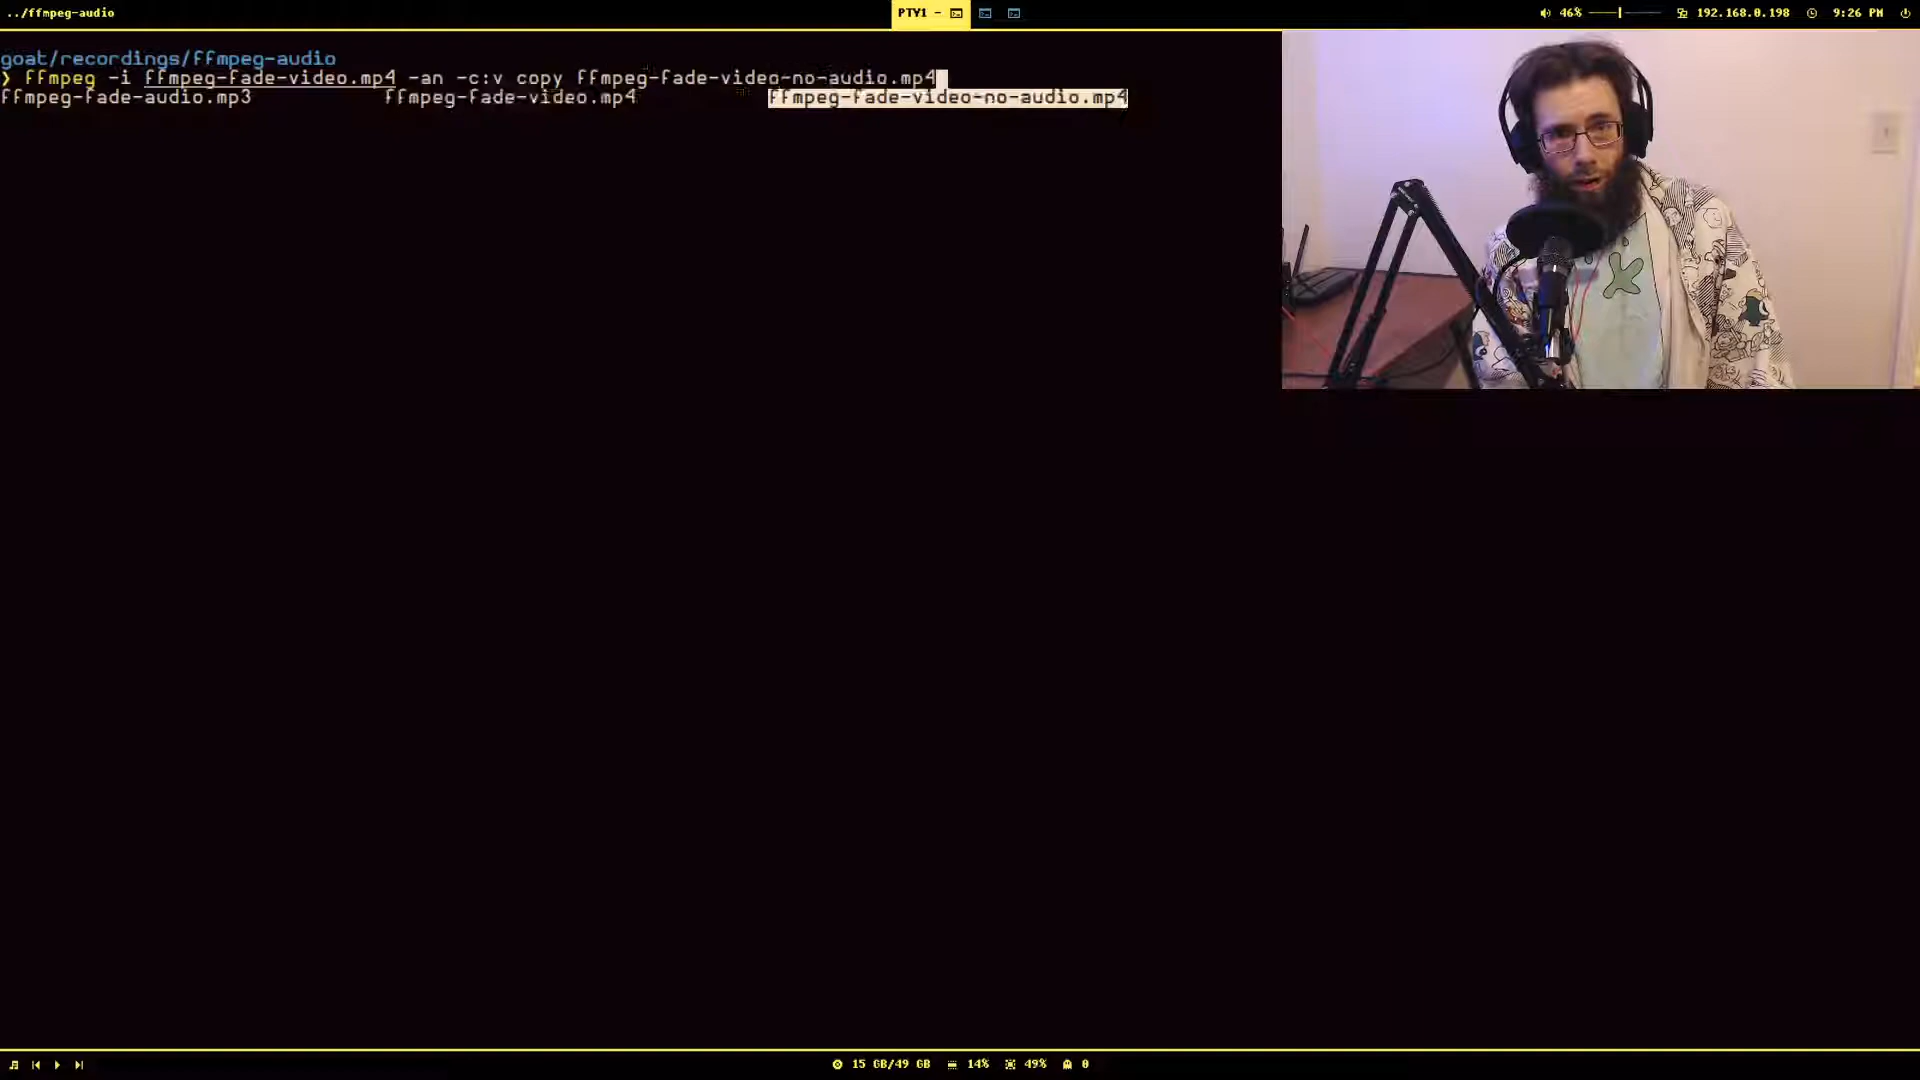 ../ffmpeg-audio
PTY1 -
46%
192.168.0.198
9:26 PM
goat/recordings/ffmpeg-audio
❯ ffmpeg -i ffmpeg-fade-video.mp4 -an -c:v copy ffmpeg-fade-video-no-audio.mp4
ffmpeg-fade-audio.mp3 ffmpeg-fade-video.mp4 ffmpeg-fade-video-no-audio.mp4
15 GB/49 GB
14%
49%
0